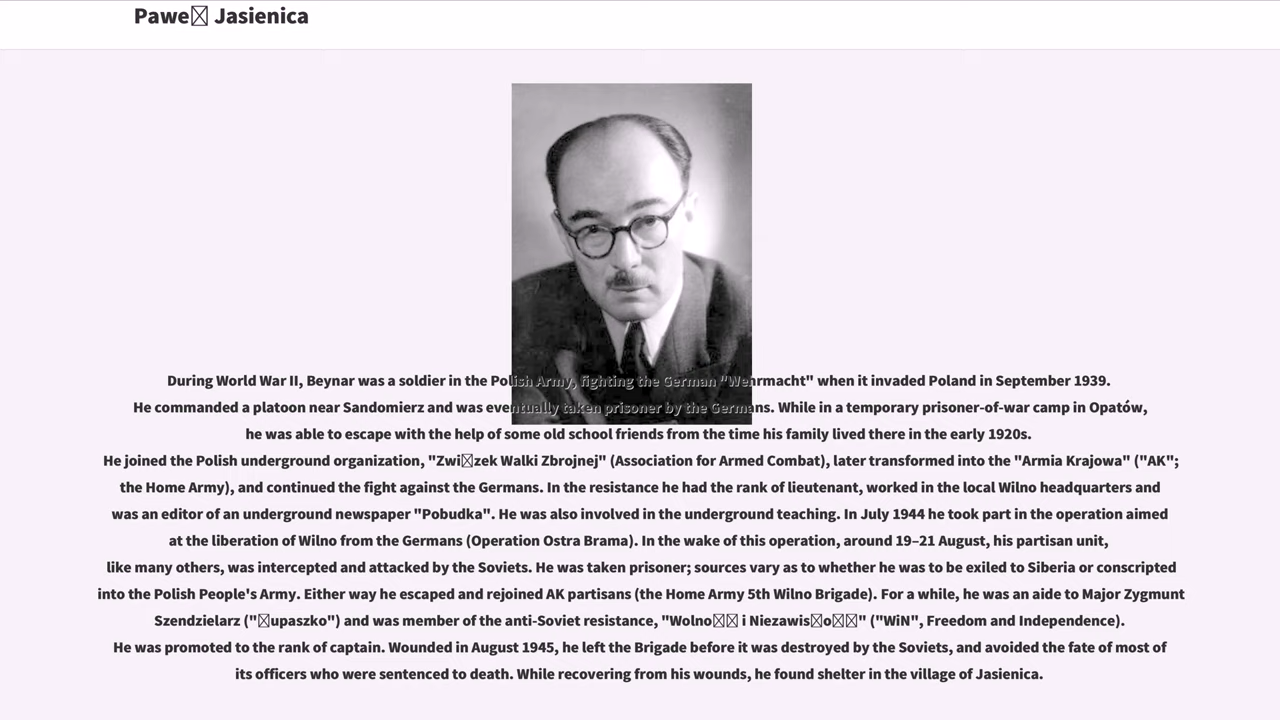 Pawe□ Jasienica
During World War II, Beynar was a soldier in the Polish Army, fighting the German "Wehrmacht" when it invaded Poland in September 1939.
He commanded a platoon near Sandomierz and was eventually taken prisoner by the Germans. While in a temporary prisoner-of-war camp in Opatów,
he was able to escape with the help of some old school friends from the time his family lived there in the early 1920s.
He joined the Polish underground organization, "Zwi□zek Walki Zbrojnej" (Association for Armed Combat), later transformed into the "Armia Krajowa" ("AK";
the Home Army), and continued the fight against the Germans. In the resistance he had the rank of lieutenant, worked in the local Wilno headquarters and
was an editor of an underground newspaper "Pobudka". He was also involved in the underground teaching. In July 1944 he took part in the operation aimed
at the liberation of Wilno from the Germans (Operation Ostra Brama). In the wake of this operation, around 19–21 August, his partisan unit,
like many others, was intercepted and attacked by the Soviets. He was taken prisoner; sources vary as to whether he was to be exiled to Siberia or conscripted
into the Polish People's Army. Either way he escaped and rejoined AK partisans (the Home Army 5th Wilno Brigade). For a while, he was an aide to Major Zygmunt
Szendzielarz ("□upaszko") and was member of the anti-Soviet resistance, "Wolno□□ i Niezawis□o□□" ("WiN", Freedom and Independence).
He was promoted to the rank of captain. Wounded in August 1945, he left the Brigade before it was destroyed by the Soviets, and avoided the fate of most of
its officers who were sentenced to death. While recovering from his wounds, he found shelter in the village of Jasienica.